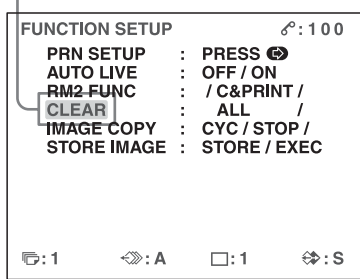 FUNCTION SETUP :100
PRN SETUP : PRESS
AUTO LIVE : OFF / ON
RM2 FUNC : / C&PRINT /
CLEAR : ALL /
IMAGE COPY : CYC / STOP /
STORE IMAGE : STORE / EXEC
:1 :A :1 :S